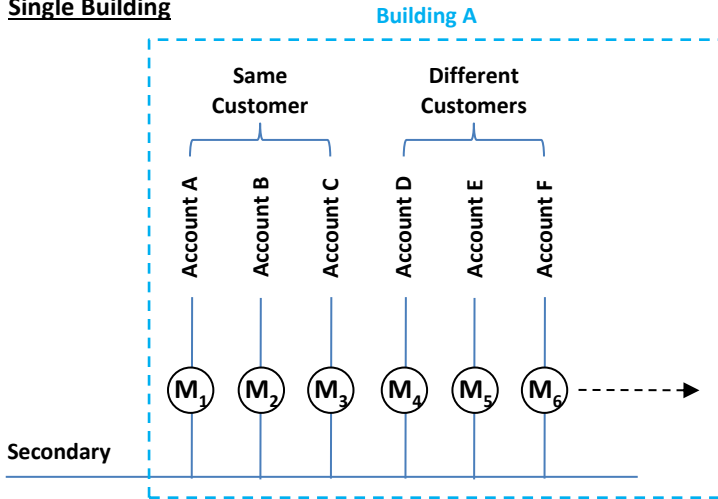 Single Building
Building A
Same
Customer
Different
Customers
Account A
Account B
Account C
Account D
Account E
Account F
M1
M2
M3
M4
M5
M6
Secondary